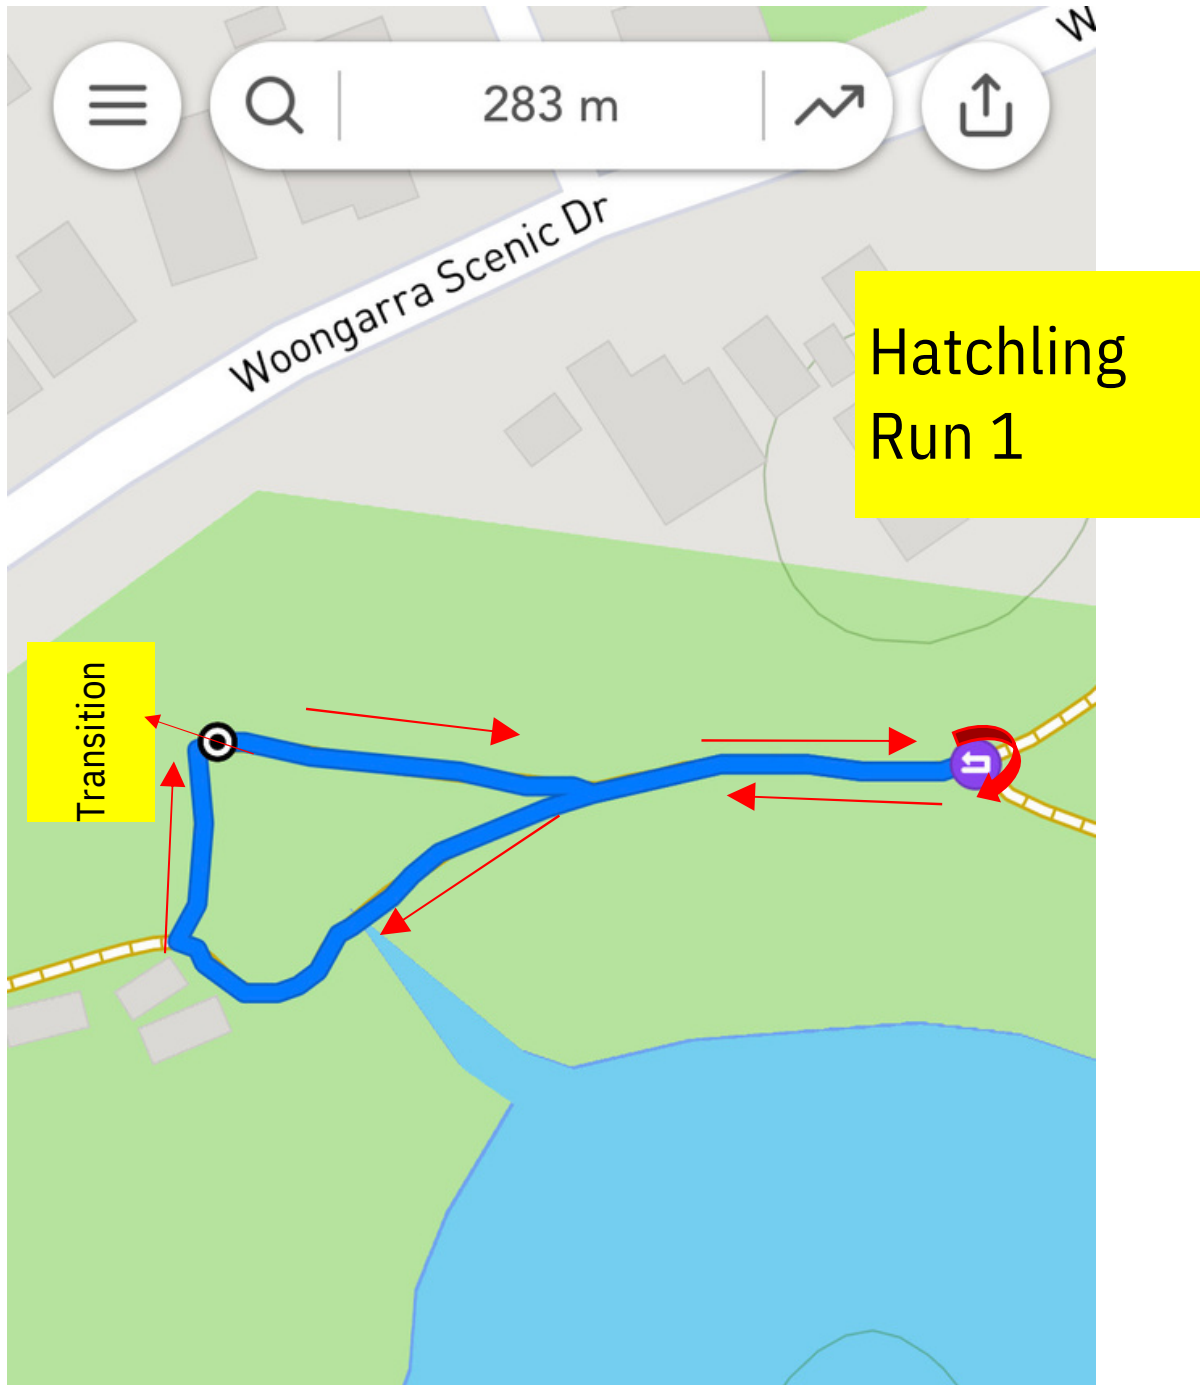 W
283 m
Woongarra Scenic Dr
Hatchling
Run 1
Transition